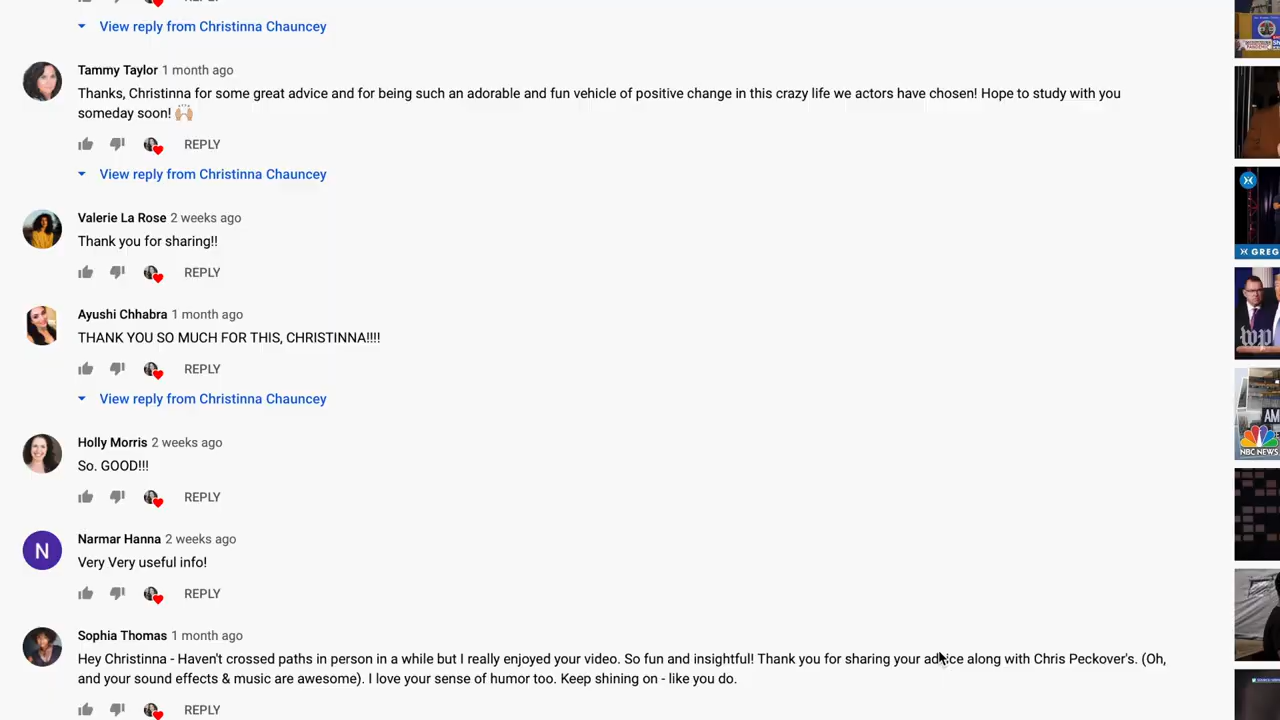 View reply from Christinna Chauncey
Tammy Taylor 1 month ago
Thanks, Christinna for some great advice and for being such an adorable and fun vehicle of positive change in this crazy life we actors have chosen! Hope to study with you
someday soon! 🙌🏼
REPLY
View reply from Christinna Chauncey
Valerie La Rose 2 weeks ago
Thank you for sharing!!
REPLY
Ayushi Chhabra 1 month ago
THANK YOU SO MUCH FOR THIS, CHRISTINNA!!!!
REPLY
View reply from Christinna Chauncey
Holly Morris 2 weeks ago
So. GOOD!!!
REPLY
N
Narmar Hanna 2 weeks ago
Very Very useful info!
REPLY
Sophia Thomas 1 month ago
Hey Christinna - Haven't crossed paths in person in a while but I really enjoyed your video. So fun and insightful! Thank you for sharing your advice along with Chris Peckover's. (Oh,
and your sound effects & music are awesome). I love your sense of humor too. Keep shining on - like you do.
REPLY
GREG
wp
AM
NBC NEWS